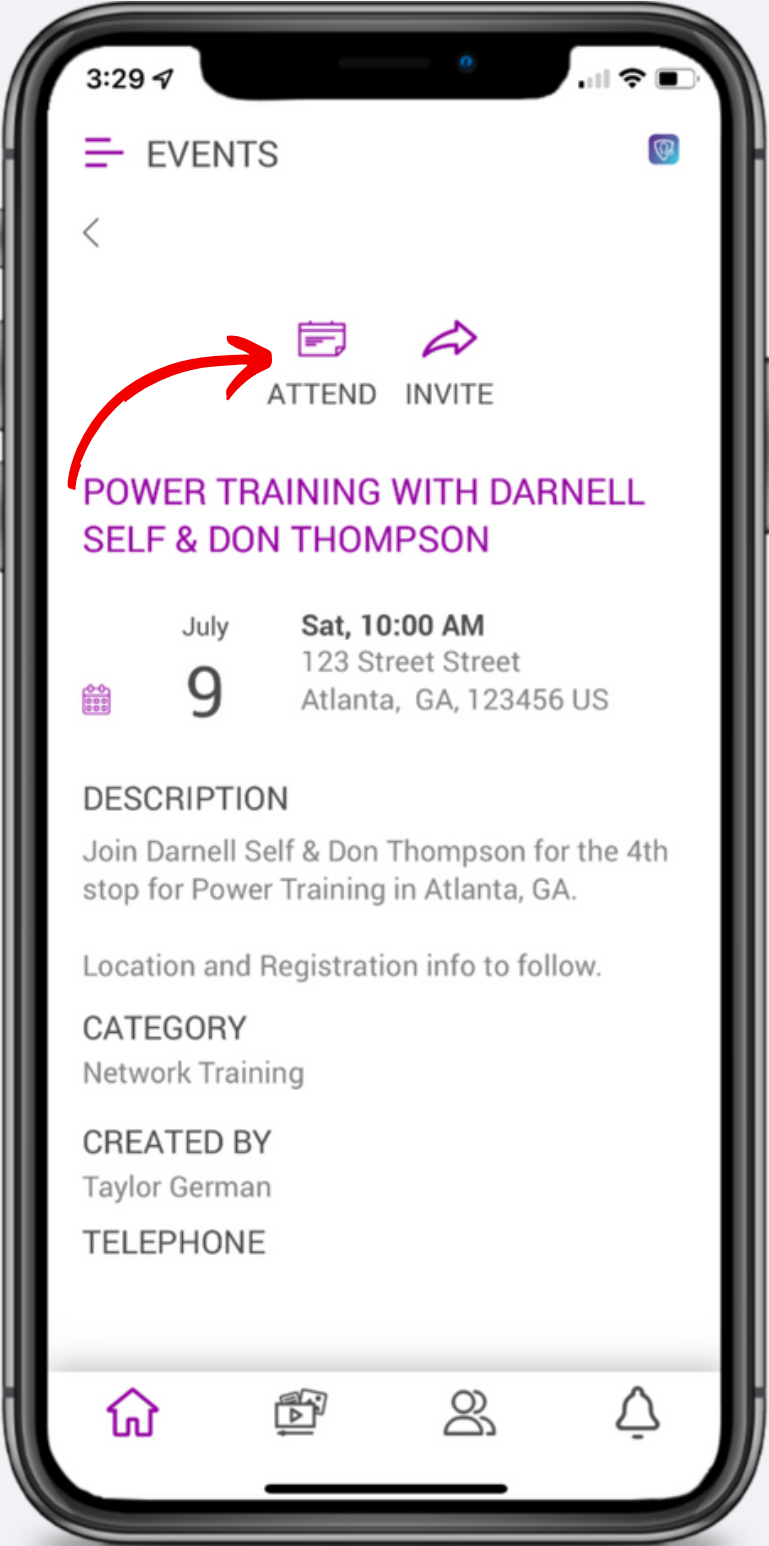 3:29
EVENTS
ATTEND INVITE
POWER TRAINING WITH DARNELL
SELF & DON THOMPSON
July
9
Sat, 10:00 AM
123 Street Street
Atlanta, GA, 123456 US
DESCRIPTION
Join Darnell Self & Don Thompson for the 4th
stop for Power Training in Atlanta, GA.
Location and Registration info to follow.
CATEGORY
Network Training
CREATED BY
Taylor German
TELEPHONE